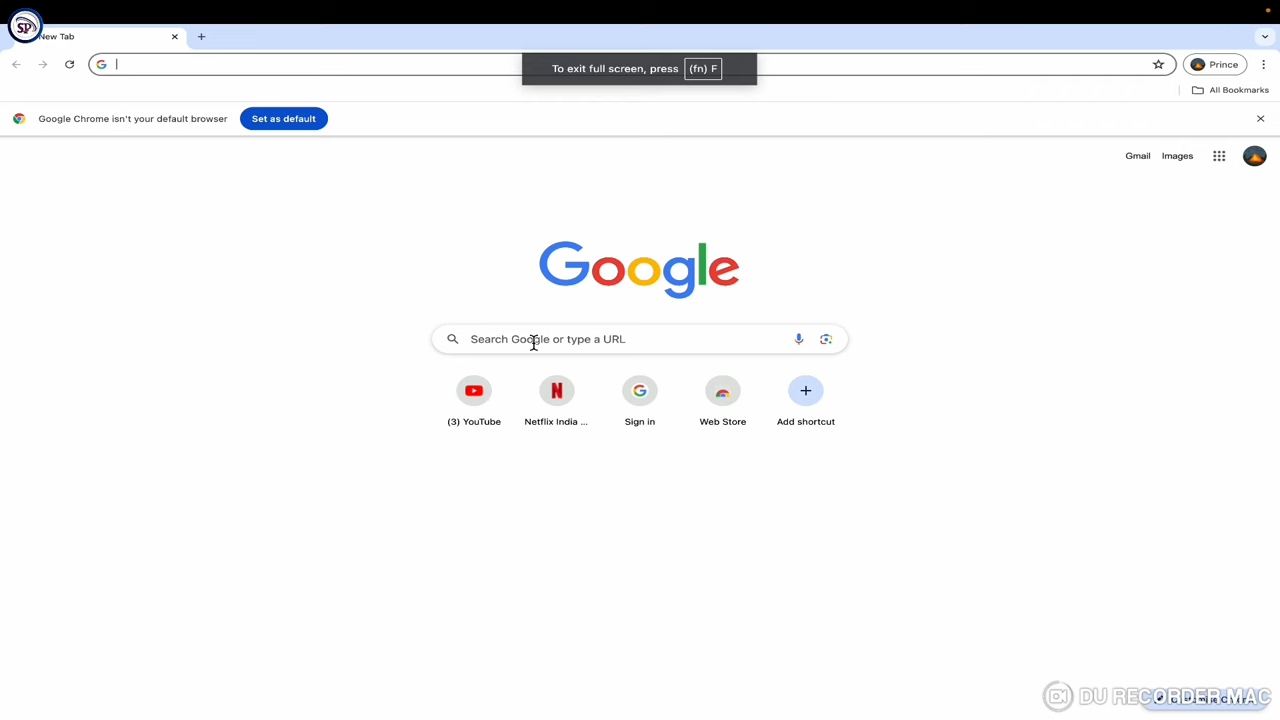 SP
New Tab
To exit full screen, press (fn) F
Prince
All Bookmarks
Google Chrome isn't your default browser Set as default
Gmail Images
Google
Search Google or type a URL
(3) YouTube Netflix India ... Sign in Web Store Add shortcut
DU RECORDER MAC